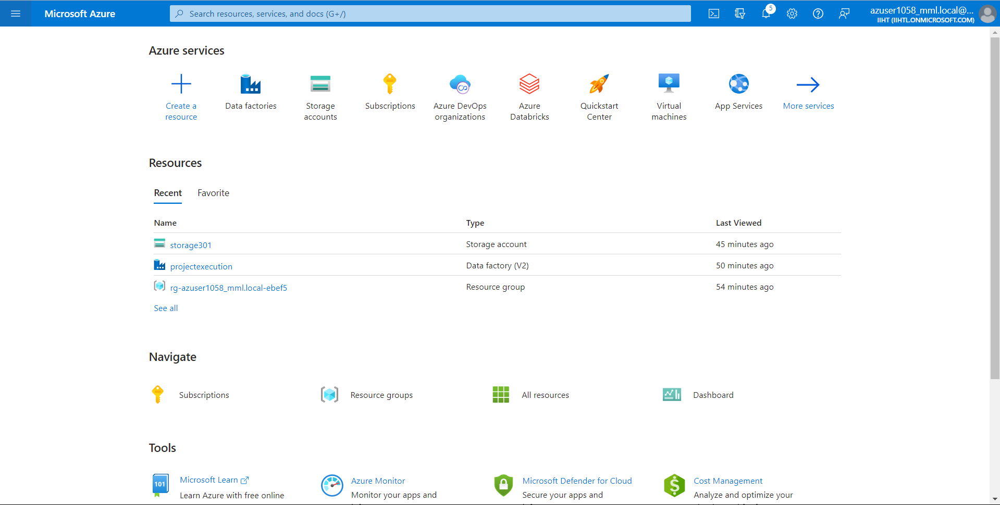 Microsoft Azure
Search resources, services, and docs (G+/)
5
azuser1058_mml.local@...
IIHT (IIHTL.ONMICROSOFT.COM)
Azure services
Create a
resource
Data factories
Storage
accounts
Subscriptions
Azure DevOps
organizations
Azure
Databricks
Quickstart
Center
Virtual
machines
App Services
More services
Resources
Recent Favorite
Name Type Last Viewed
storage301 Storage account 45 minutes ago
projectexecution Data factory (V2) 50 minutes ago
rg-azuser1058_mml.local-ebef5 Resource group 54 minutes ago
See all
Navigate
Subscriptions Resource groups All resources Dashboard
Tools
101
Microsoft Learn
Learn Azure with free online
Azure Monitor
Monitor your apps and
Microsoft Defender for Cloud
Secure your apps and
$
Cost Management
Analyze and optimize your